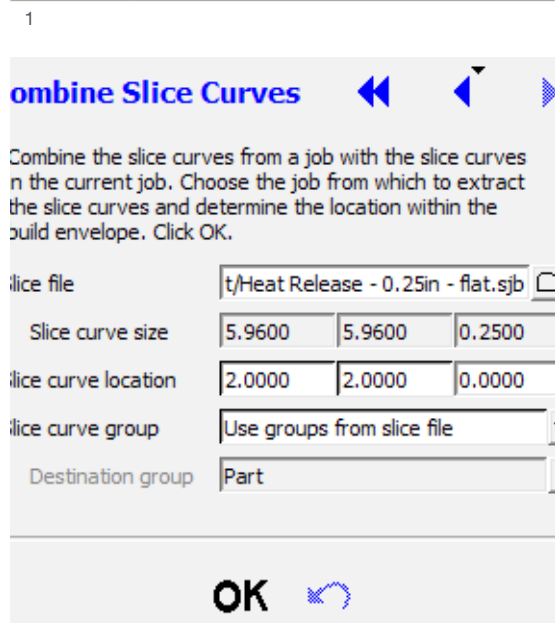 1
ombine Slice Curves
Combine the slice curves from a job with the slice curves
n the current job. Choose the job from which to extract
the slice curves and determine the location within the
build envelope. Click OK.
lice file t/Heat Release - 0.25in - flat.sjb
Slice curve size 5.9600 5.9600 0.2500
lice curve location 2.0000 2.0000 0.0000
lice curve group Use groups from slice file
Destination group Part
OK